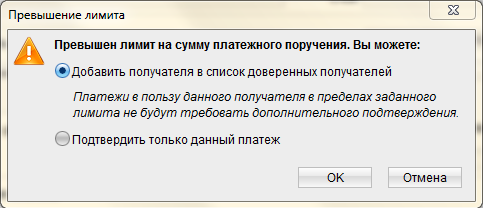 Превышение лимита
Превышен лимит на сумму платежного поручения. Вы можете:
Добавить получателя в список доверенных получателей
Платежи в пользу данного получателя в пределах заданного
лимита не будут требовать дополнительного подтверждения.
Подтвердить только данный платеж
OK
Отмена